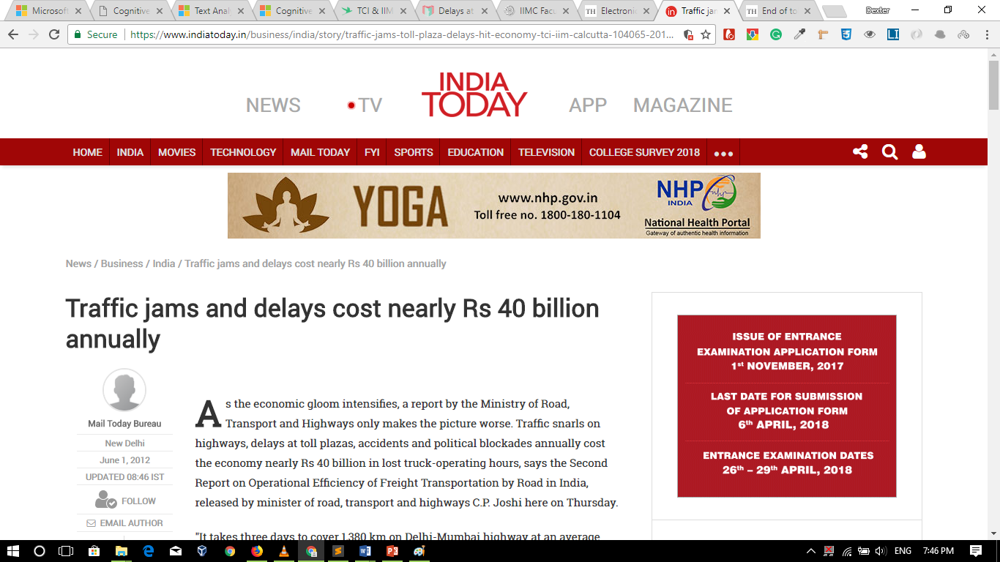 Microsoft
Cognitive
Text Anal
Cognitive
TCI & IIM
Delays at
IIMC Facu
TH Electroni
in Traffic jar
TH End of to
Dexter
Secure https://www.indiatoday.in/business/india/story/traffic-jams-toll-plaza-delays-hit-economy-tci-iim-calcutta-104065-201...
NEWS TV INDIA TODAY APP MAGAZINE
HOME INDIA MOVIES TECHNOLOGY MAIL TODAY FYI SPORTS EDUCATION TELEVISION COLLEGE SURVEY 2018
YOGA
www.nhp.gov.in
Toll free no. 1800-180-1104
NHP
INDIA
National Health Portal
Gateway of authentic health information
News / Business / India / Traffic jams and delays cost nearly Rs 40 billion annually
Traffic jams and delays cost nearly Rs 40 billion
annually
Mail Today Bureau
New Delhi
June 1, 2012
UPDATED 08:46 IST
FOLLOW
EMAIL AUTHOR
As the economic gloom intensifies, a report by the Ministry of Road,
Transport and Highways only makes the picture worse. Traffic snarls on
highways, delays at toll plazas, accidents and political blockades annually cost
the economy nearly Rs 40 billion in lost truck-operating hours, says the Second
Report on Operational Efficiency of Freight Transportation by Road in India,
released by minister of road, transport and highways C.P. Joshi here on Thursday.
"It takes three days to cover 1,380 km on Delhi-Mumbai highway at an average
ISSUE OF ENTRANCE
EXAMINATION APPLICATION FORM
1st NOVEMBER, 2017
LAST DATE FOR SUBMISSION
OF APPLICATION FORM
6th APRIL, 2018
ENTRANCE EXAMINATION DATES
26th – 29th APRIL, 2018
ENG 7:46 PM